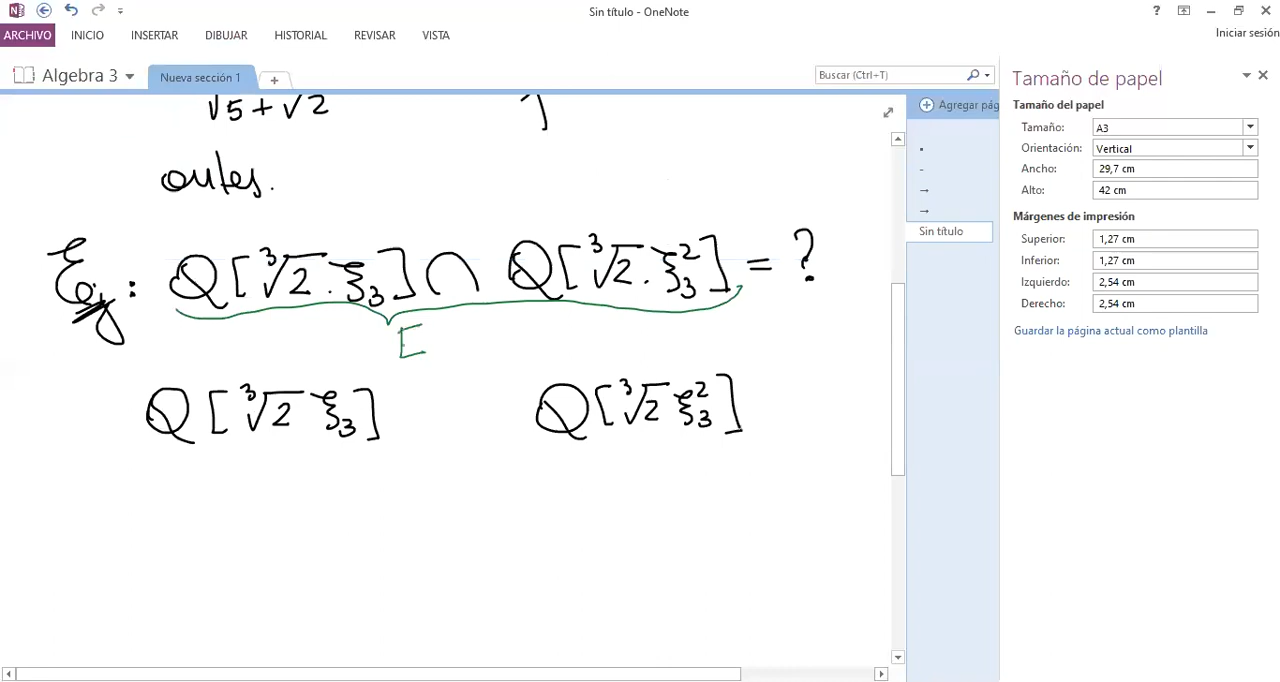 Sin título - OneNote
?
ARCHIVO INICIO INSERTAR DIBUJAR HISTORIAL REVISAR VISTA
Iniciar sesión
Algebra 3
Nueva sección 1
+
Buscar (Ctrl+T)
Agregar pág
-
→
→
Sin título
√5 + √2
antes.
Ej: Q[∛2 · ξ₃] ∩ Q[∛2 · ξ₃²] = ?
E
Q[∛2 ξ₃] Q[∛2 ξ₃²]
Tamaño de papel
Tamaño del papel
Tamaño: A3
Orientación: Vertical
Ancho: 29,7 cm
Alto: 42 cm
Márgenes de impresión
Superior: 1,27 cm
Inferior: 1,27 cm
Izquierdo: 2,54 cm
Derecho: 2,54 cm
Guardar la página actual como plantilla